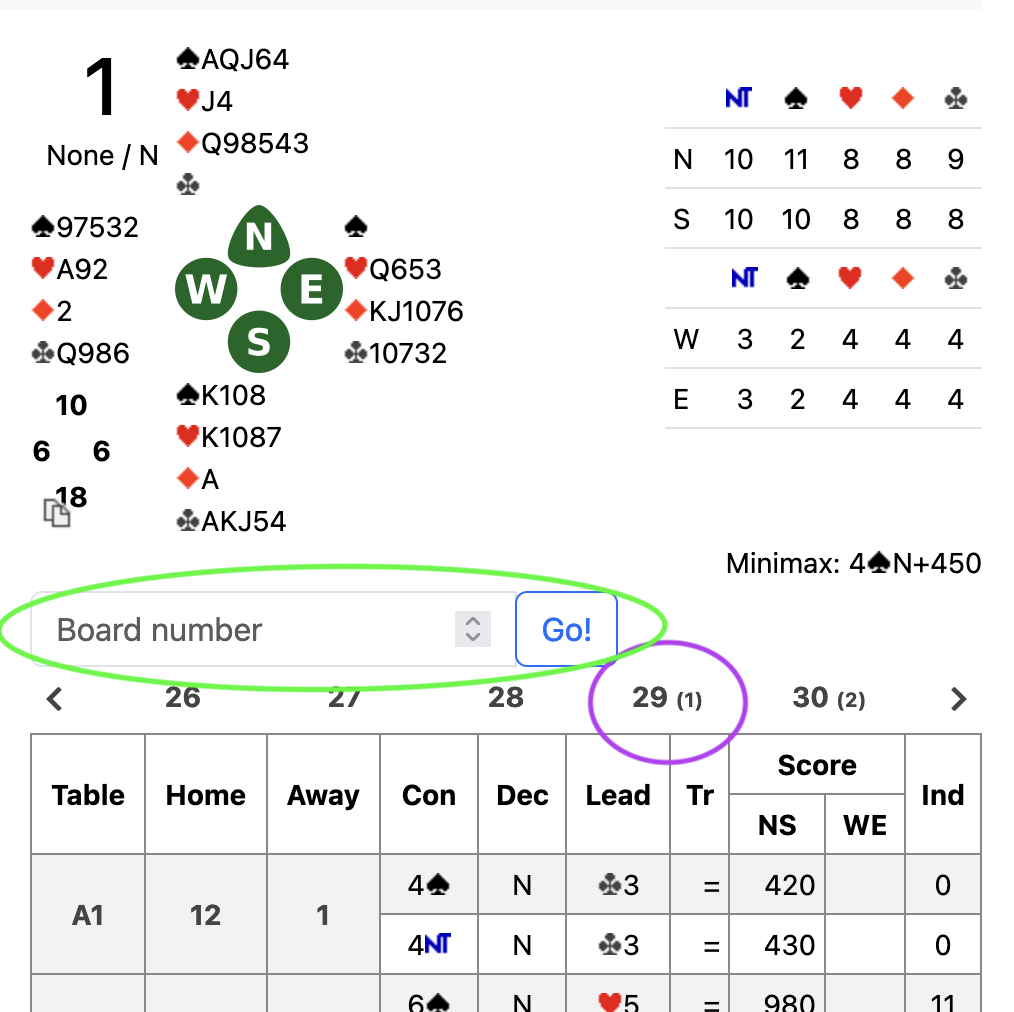 1
None / N
♠AQJ64
♥J4
♦Q98543
♣
♠97532
♥A92
♦2
♣Q986
N
W E
S
♠
♥Q653
♦KJ1076
♣10732
♠K108
♥K1087
♦A
♣AKJ54
10
6 6
18
NT ♠ ♥ ♦ ♣
N 10 11 8 8 9
S 10 10 8 8 8
NT ♠ ♥ ♦ ♣
W 3 2 4 4 4
E 3 2 4 4 4
Minimax: 4♠N+450
Board number Go!
26 27 28 29 (1) 30 (2)
Table Home Away Con Dec Lead Tr Score Ind
NS WE
A1 12 1 4♠ N ♣3 = 420 0
4NT N ♣3 = 430 0
6♠ N ♥5 = 980 11